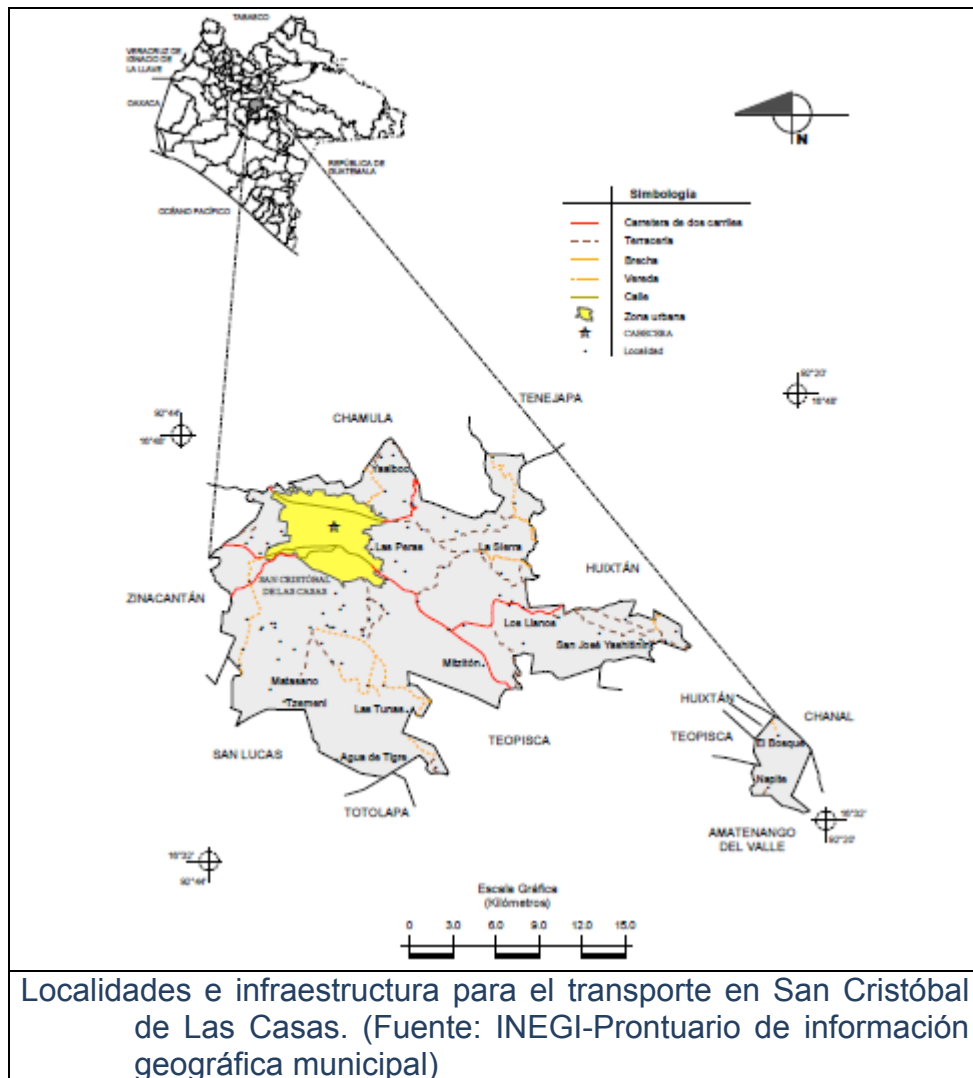 TABASCO
VERACRUZ DE
IGNACIO DE
LA LLAVE
OAXACA
REPÚBLICA DE
GUATEMALA
OCÉANO PACÍFICO
N
Simbología
Carretera de dos carriles
Terracería
Brecha
Vereda
Calle
Zona urbana
CABECERA
Localidad
92°20'
16°48'
TENEJAPA
92°44'
16°48'
CHAMULA
Las Peras
La Sierra
HUIXTÁN
SAN CRISTÓBAL
DE LAS CASAS
ZINACANTÁN
Los Llanos
San José Yashitinín
Mitzitón
Matasano
Tzemeni
Las Tunas
HUIXTÁN
CHANAL
TEOPISCA
TEOPISCA
El Bosque
SAN LUCAS
Agua de Tigre
Napite
TOTOLAPA
16°32'
92°20'
AMATENANGO
DEL VALLE
16°32'
92°44'
Escala Gráfica
(Kilómetros)
0 3.0 6.0 9.0 12.0 15.0
Localidades e infraestructura para el transporte en San Cristóbal
de Las Casas. (Fuente: INEGI-Prontuario de información
geográfica municipal)